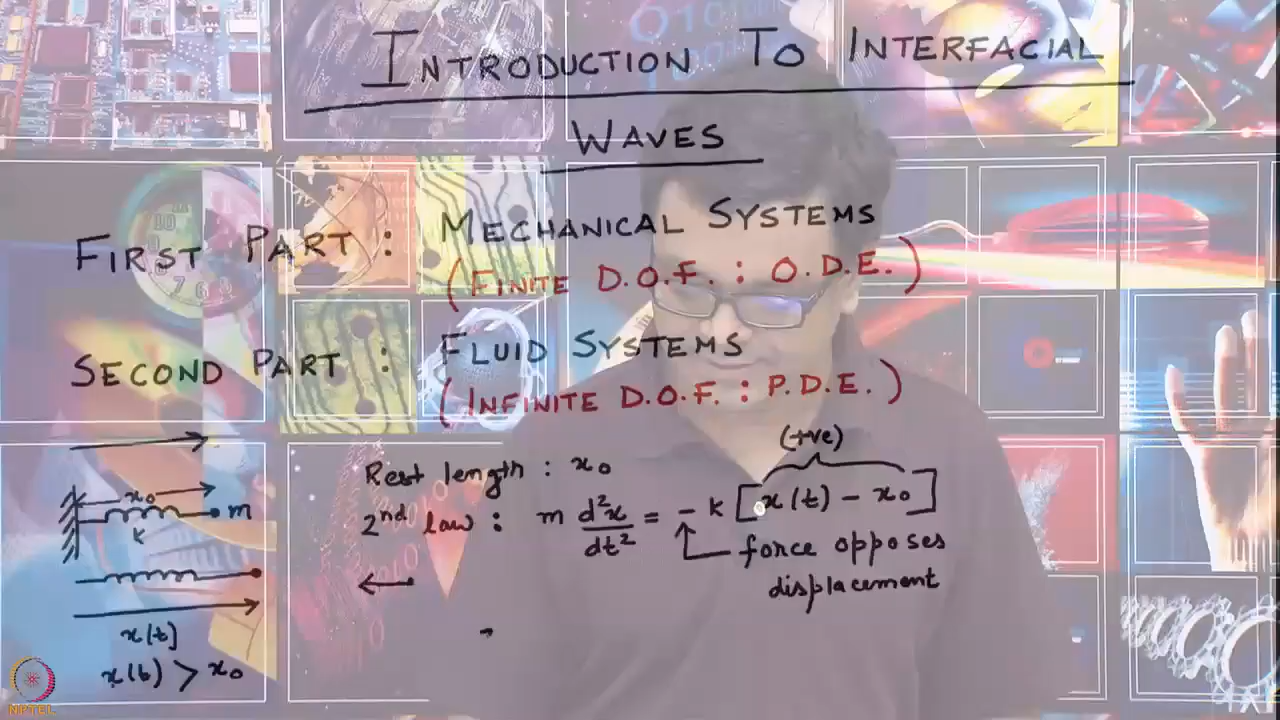 INTRODUCTION TO INTERFACIAL
WAVES
FIRST PART : MECHANICAL SYSTEMS
(FINITE D.O.F. : O.D.E.)
SECOND PART : FLUID SYSTEMS
(INFINITE D.O.F. : P.D.E.)
(+ve)
Rest length : x₀
2nd law : m d²x/dt² = - k [x(t) - x₀]
force opposes
displacement
x₀
m
k
x(t)
x(t) > x₀
NPTEL